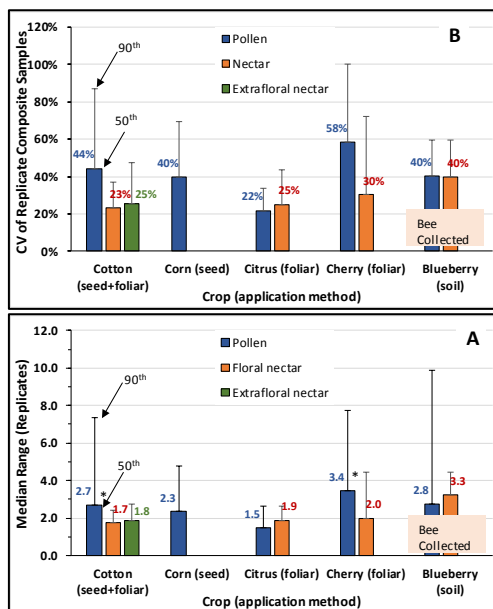 B
Pollen
Nectar
Extrafloral nectar
90th
50th
CV of Replicate Composite Samples
120%
100%
80%
60%
40%
20%
0%
44%
23%
25%
40%
22%
25%
58%
30%
40%
40%
Bee
Collected
Cotton
(seed+foliar)
Corn (seed)
Citrus (foliar)
Cherry (foliar)
Blueberry
(soil)
Crop (application method)
A
Pollen
Floral nectar
Extrafloral nectar
90th
50th
Median Range (Replicates)
12.0
10.0
8.0
6.0
4.0
2.0
0.0
2.7
*
1.7
1.8
2.3
1.5
1.9
3.4
*
2.0
2.8
3.3
Bee
Collected
Cotton
(seed+foliar)
Corn (seed)
Citrus (foliar)
Cherry (foliar)
Blueberry
(soil)
Crop (application method)